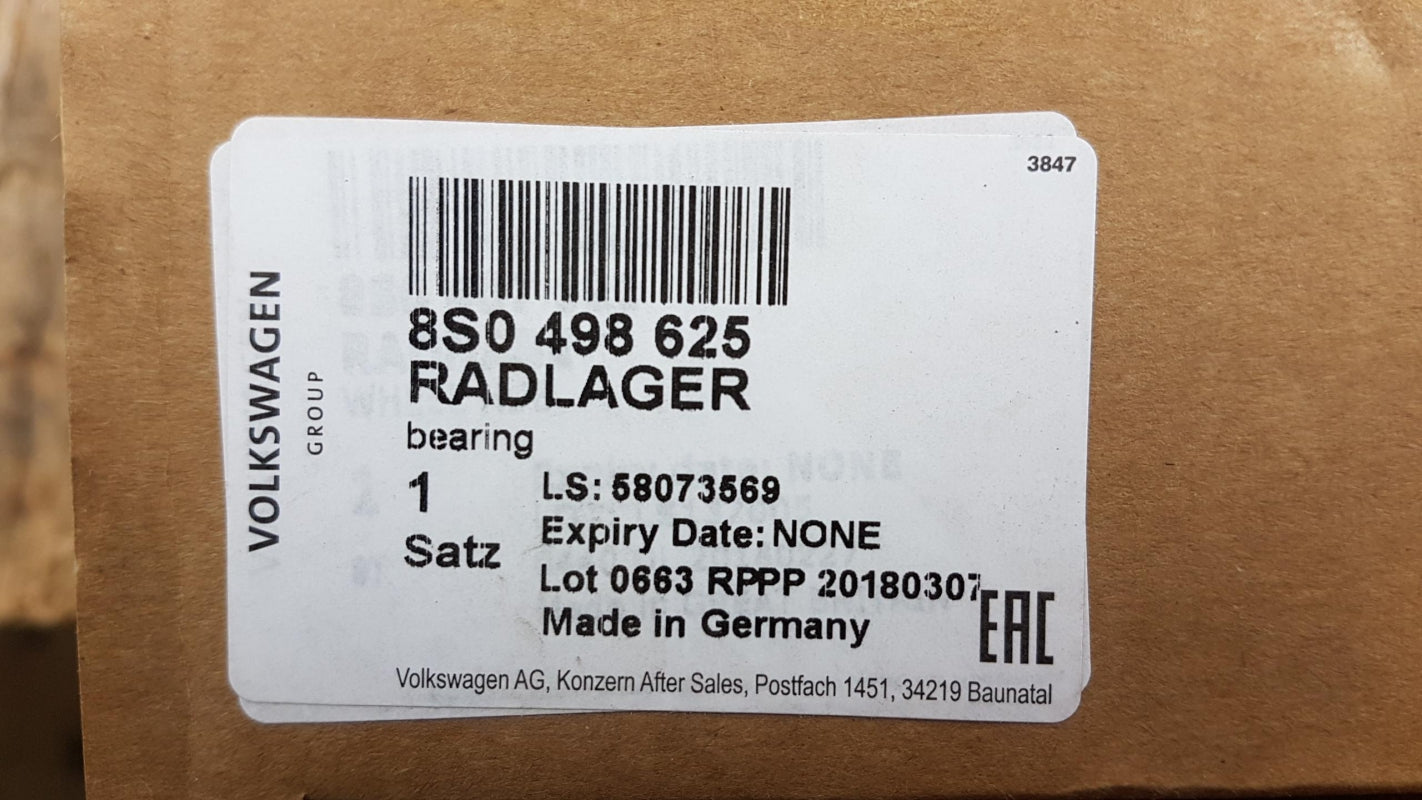 3847
VOLKSWAGEN
GROUP
8S0 498 625
RADLAGER
bearing
1
Satz
LS: 58073569
Expiry Date: NONE
Lot 0663 RPPP 20180307
Made in Germany
EAC
Volkswagen AG, Konzern After Sales, Postfach 1451, 34219 Baunatal